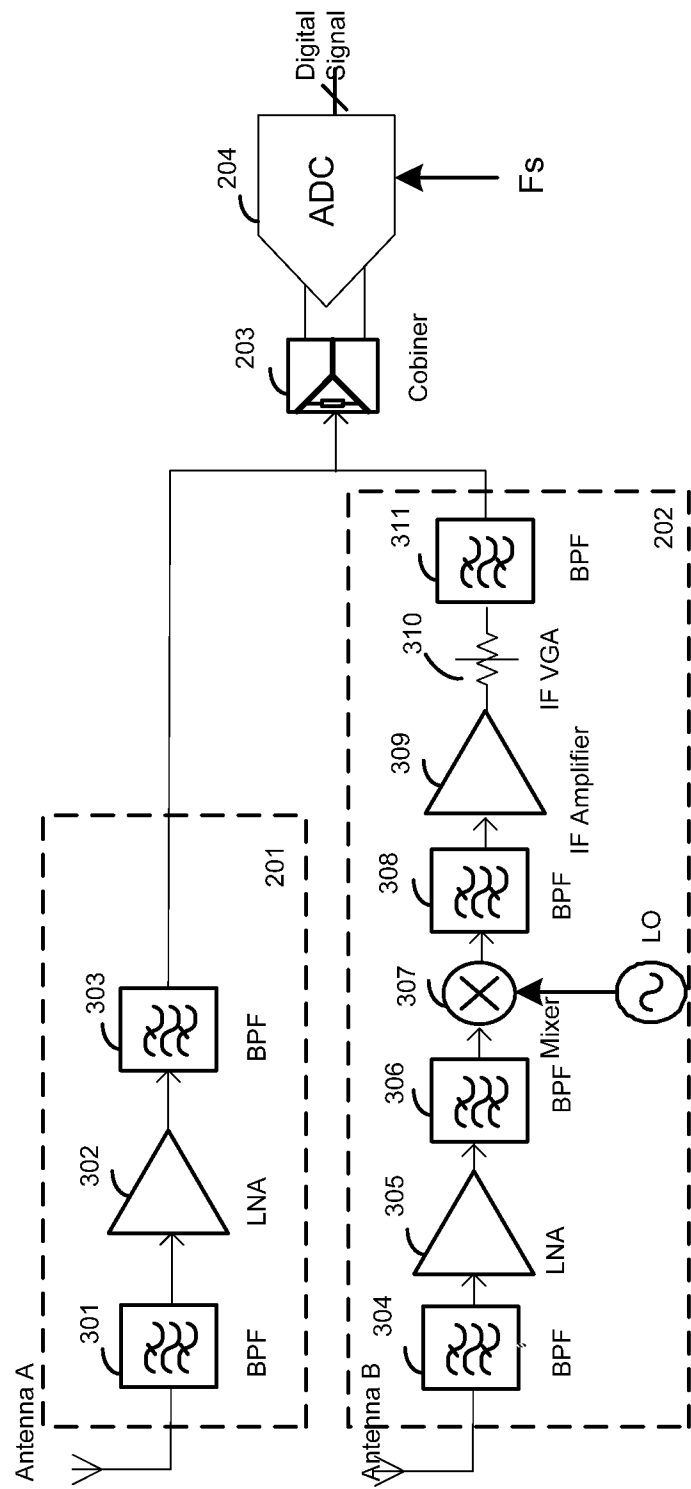 Antenna A
301
BPF
302
LNA
303
BPF
201
Antenna B
304
BPF
305
LNA
306
BPF
307
Mixer
LO
308
BPF
309
IF Amplifier
310
IF VGA
311
BPF
202
203
Cobiner
204
ADC
Fs
Digital
Signal